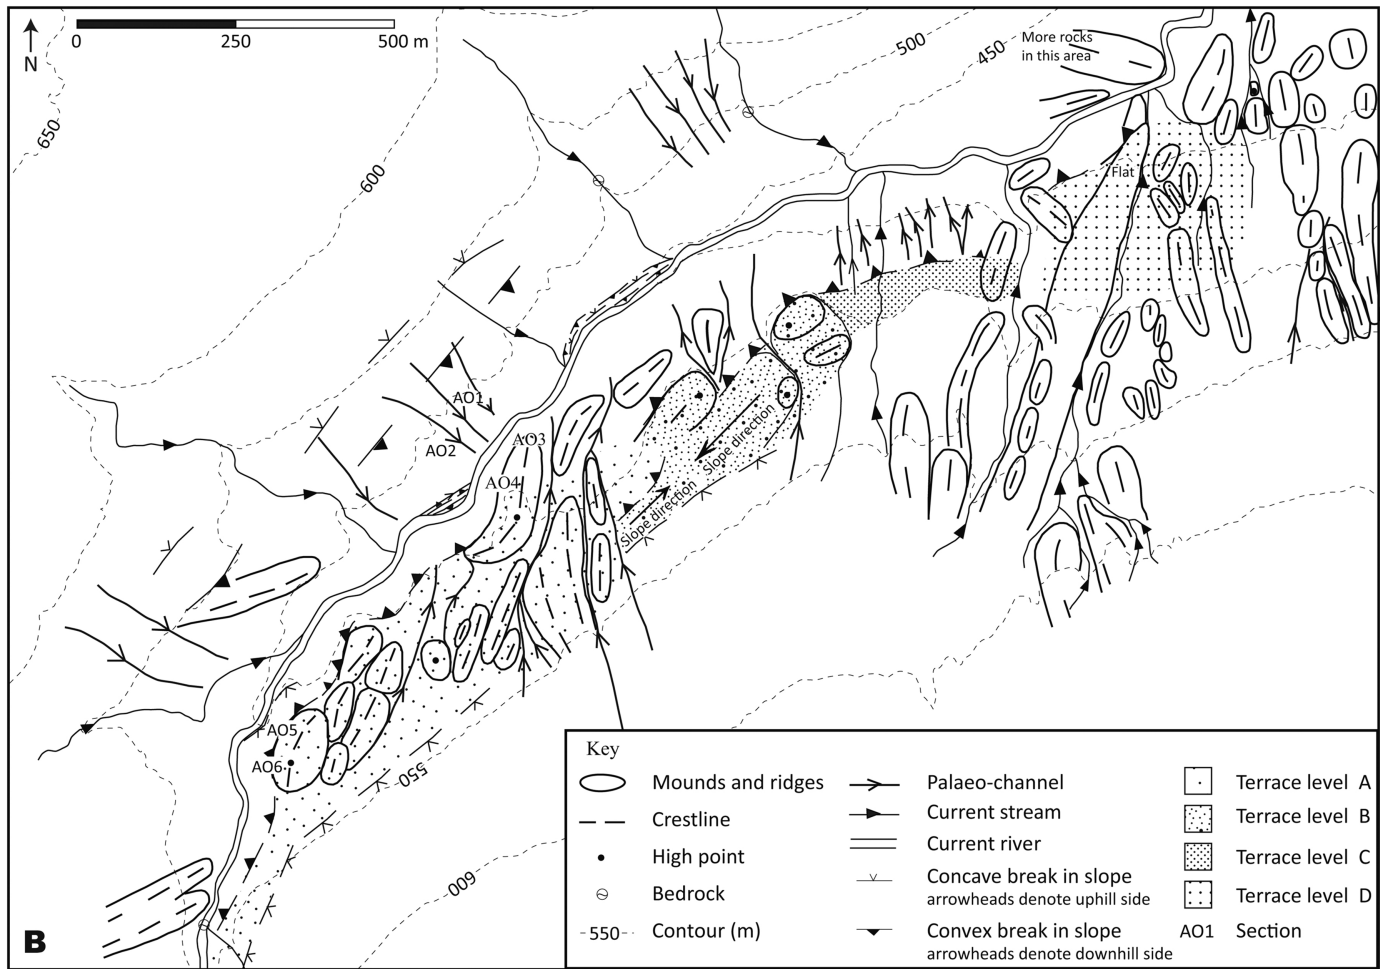 0 250 500 m
N
500
450
More rocks
in this area
650
600
Flat
AO1
AO2
AO3
AO4
Slope direction
Slope direction
AO5
AO6
550
600
B
Key
Mounds and ridges
Crestline
High point
Bedrock
-550- Contour (m)
Palaeo-channel
Current stream
Current river
Concave break in slope
arrowheads denote uphill side
Convex break in slope
arrowheads denote downhill side
Terrace level A
Terrace level B
Terrace level C
Terrace level D
AO1 Section